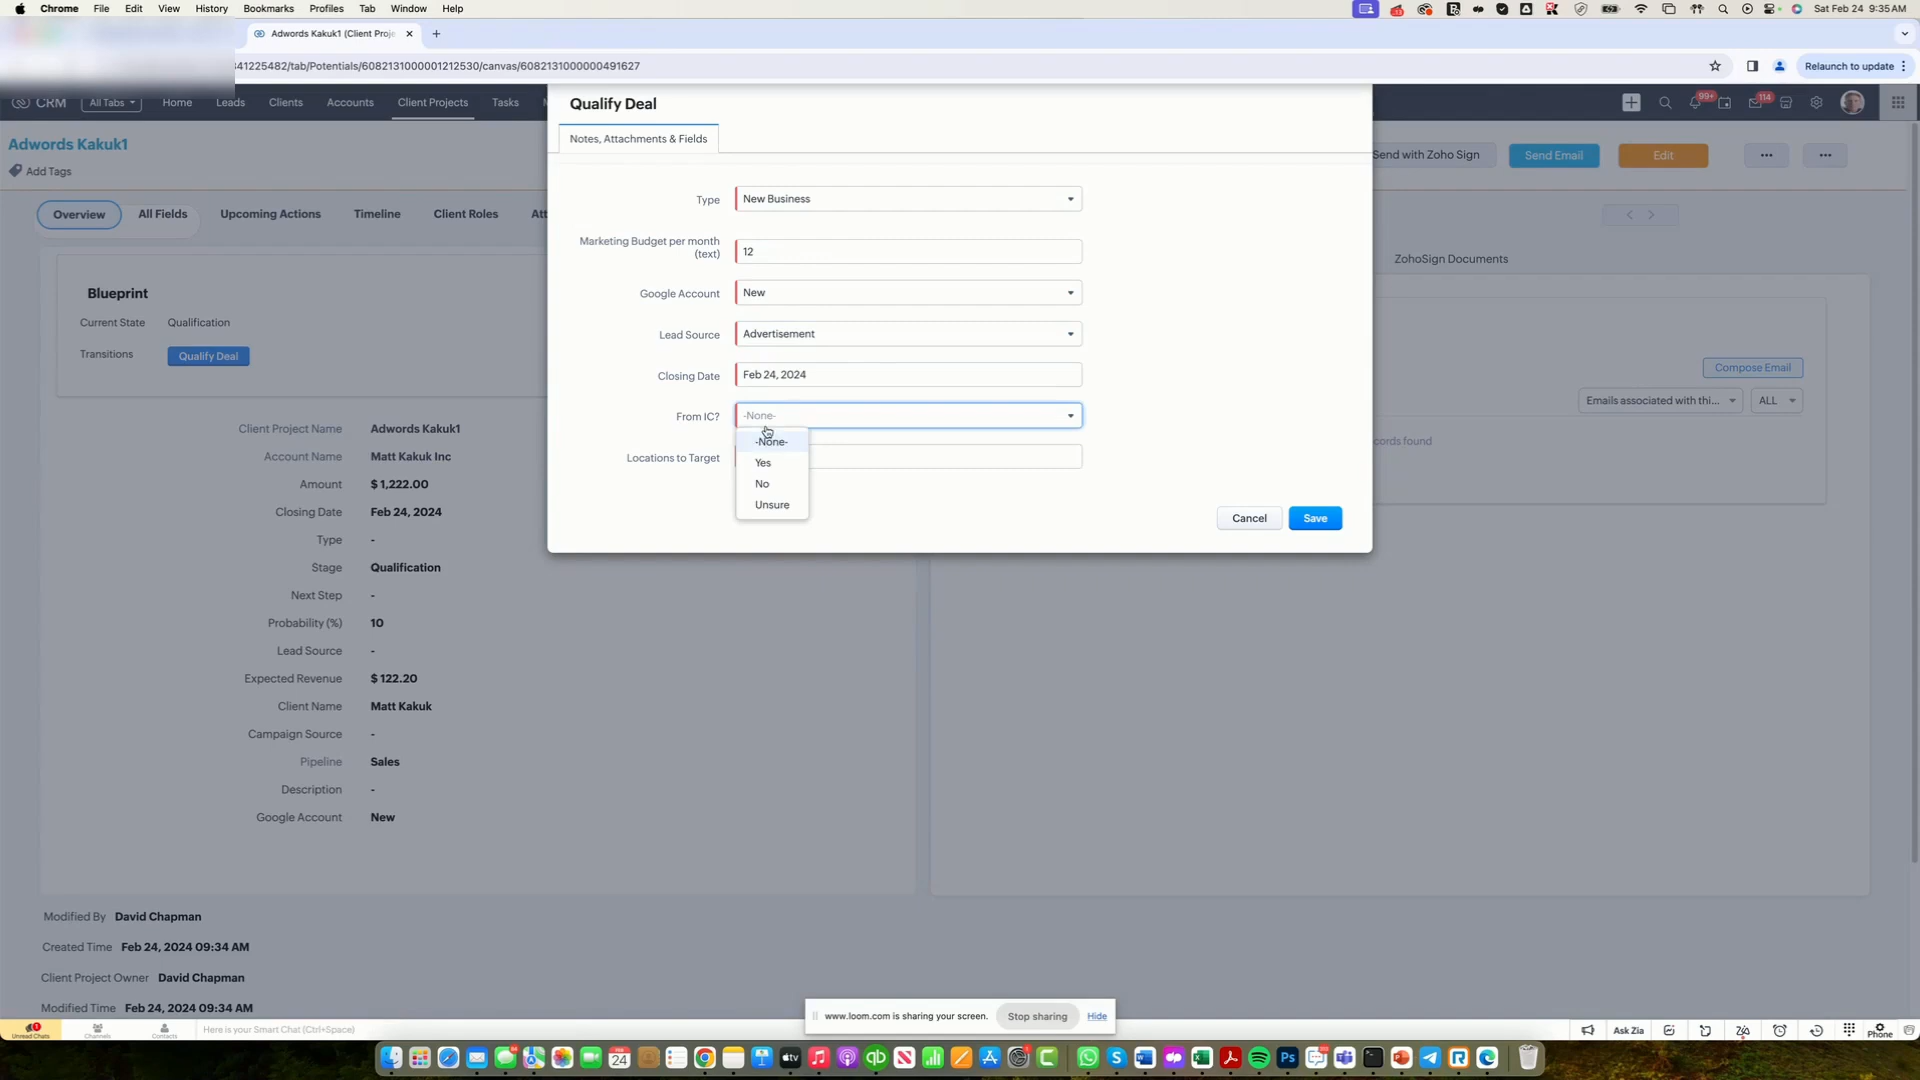 Chrome File Edit View History Bookmarks Profiles Tab Window Help
Sat Feb 24 9:35 AM
Adwords Kakuk1 (Client Proje
341225482/tab/Potentials/6082131000001212530/canvas/6082131000000491627
Relaunch to update
CRM All Tabs Home Leads Clients Accounts Client Projects Tasks
99+ 114
Adwords Kakuk1
Add Tags
Send with Zoho Sign Send Email Edit
Overview All Fields Upcoming Actions Timeline Client Roles Att
Blueprint
Current State Qualification
Transitions Qualify Deal
Client Project Name Adwords Kakuk1
Account Name Matt Kakuk Inc
Amount $ 1,222.00
Closing Date Feb 24, 2024
Type -
Stage Qualification
Next Step -
Probability (%) 10
Lead Source -
Expected Revenue $ 122.20
Client Name Matt Kakuk
Campaign Source -
Pipeline Sales
Description -
Google Account New
Modified By David Chapman
Created Time Feb 24, 2024 09:34 AM
Client Project Owner David Chapman
Modified Time Feb 24, 2024 09:34 AM
Qualify Deal
Notes, Attachments & Fields
Type New Business
Marketing Budget per month
(text) 12
Google Account New
Lead Source Advertisement
Closing Date Feb 24, 2024
From IC? -None-
-None-
Yes
No
Unsure
Locations to Target
Cancel Save
ZohoSign Documents
Compose Email
Emails associated with thi... ALL
cords found
www.loom.com is sharing your screen. Stop sharing Hide
Unread Chats Channels Contacts Here is your Smart Chat (Ctrl+Space)
Ask Zia Phone
24